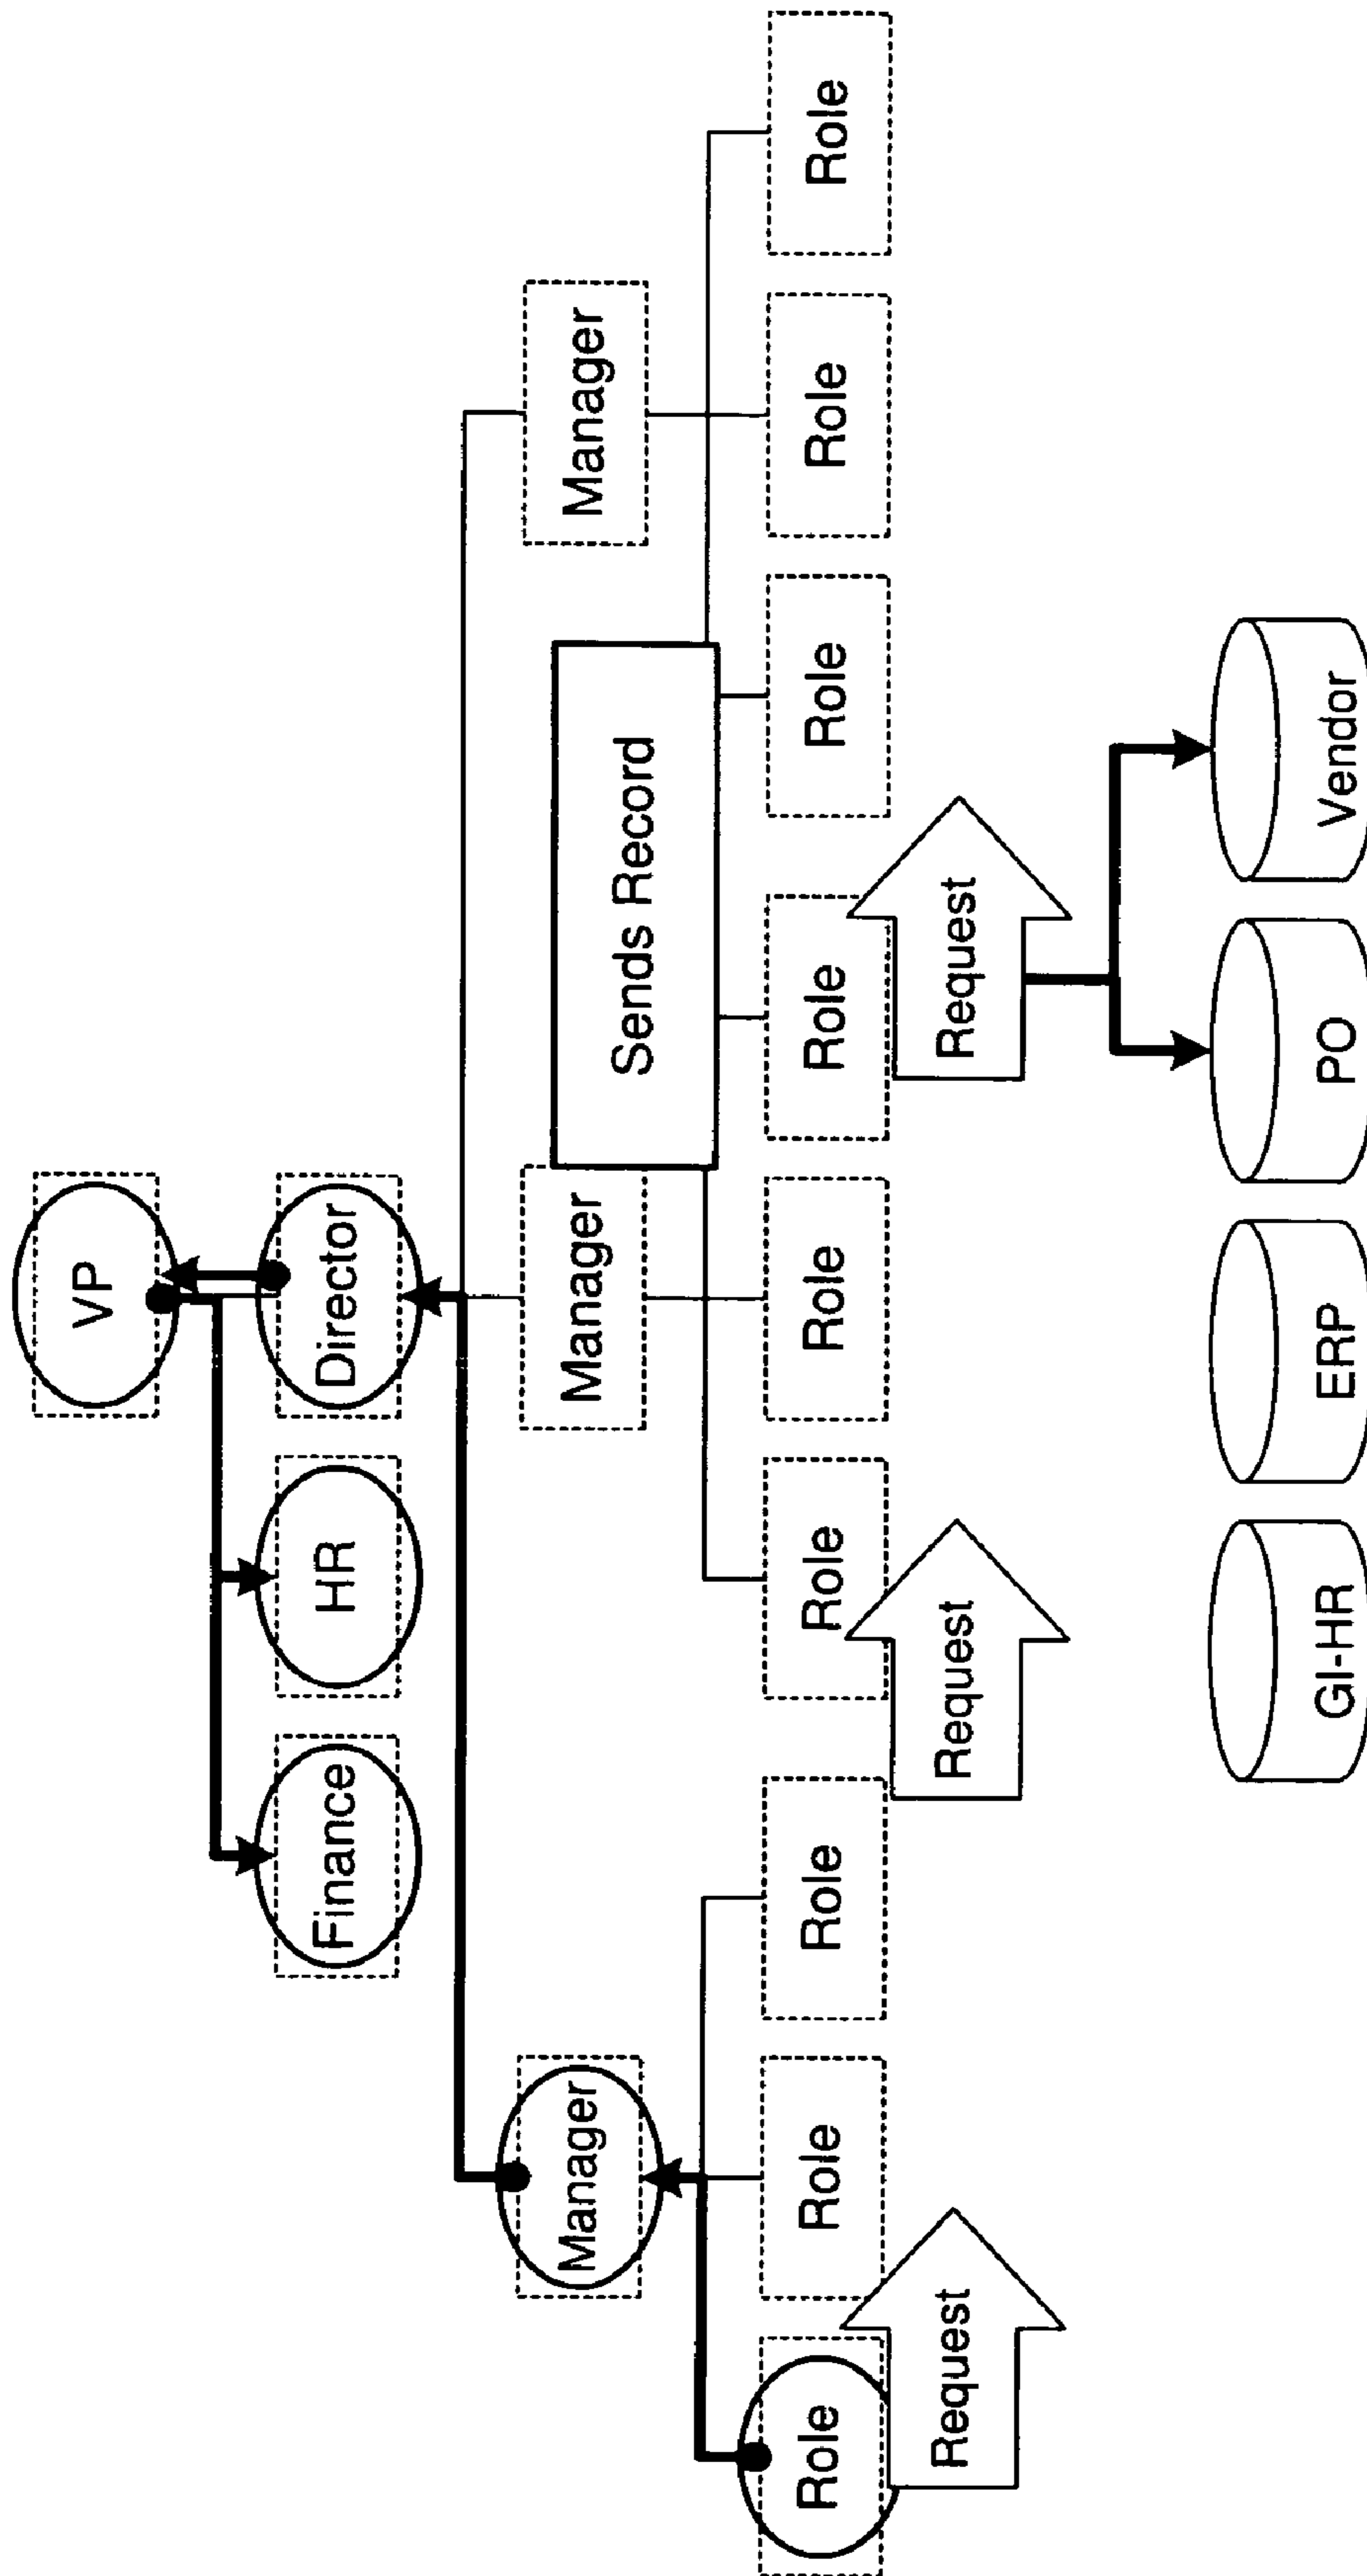 VP
Finance
HR
Director
Manager
Manager
Sends Record
Manager
Role
Role
Role
Role
Role
Role
Role
Role
Role
Request
Request
Request
GI-HR
ERP
PO
Vendor